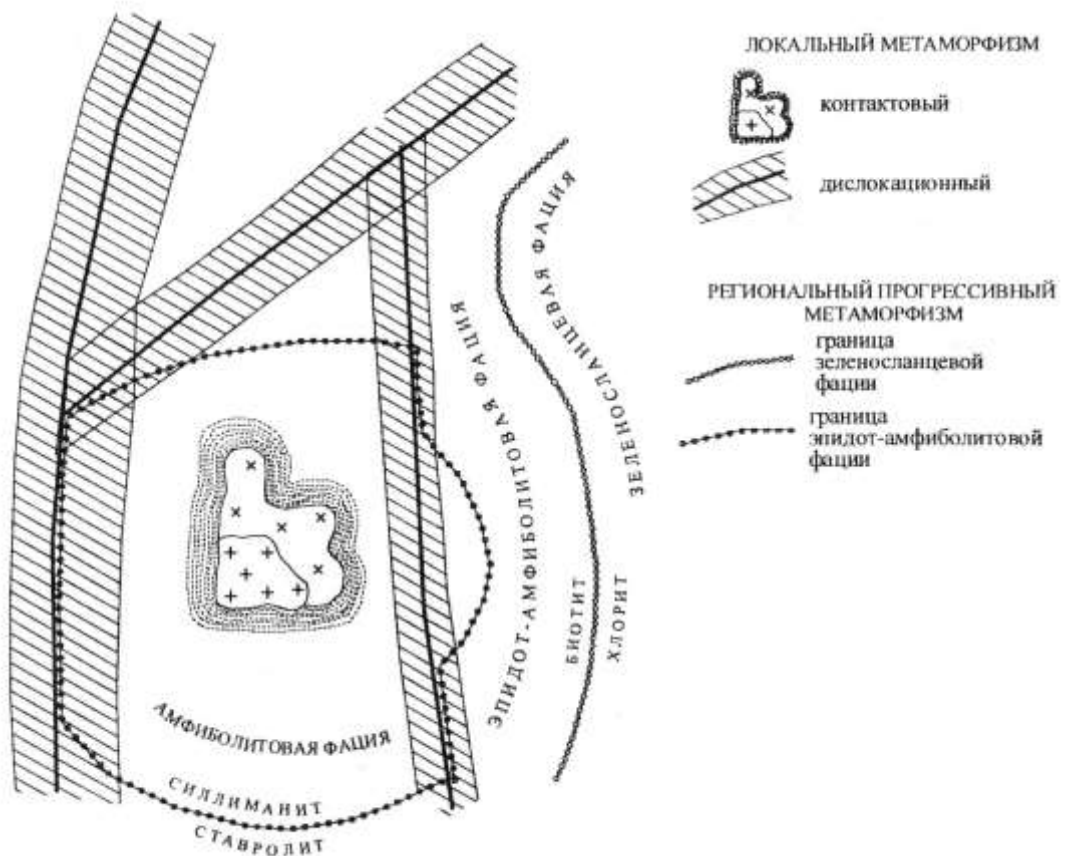 ЛОКАЛЬНЫЙ МЕТАМОРФИЗМ
контактовый
дислокационный
РЕГИОНАЛЬНЫЙ ПРОГРЕССИВНЫЙ
МЕТАМОРФИЗМ
граница
зеленосланцевой
фации
граница
эпидот-амфиболитовой
фации
ЗЕЛЕНОСЛАНЦЕВАЯ ФАЦИЯ
ЭПИДОТ-АМФИБОЛИТОВАЯ ФАЦИЯ
БИОТИТ
ХЛОРИТ
АМФИБОЛИТОВАЯ ФАЦИЯ
СИЛЛИМАНИТ
СТАВРОЛИТ